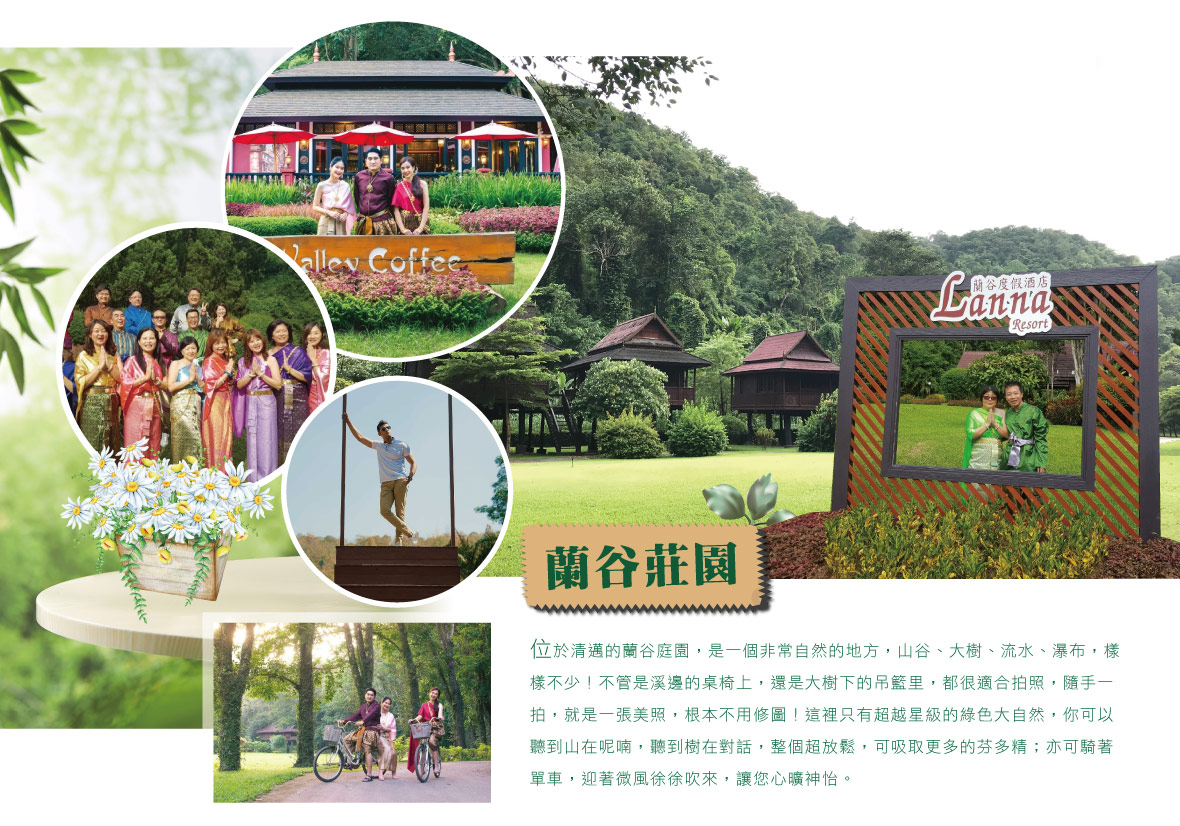 Valley Coffee
蘭谷度假酒店
Lanna
Resort
蘭谷莊園
位於清邁的蘭谷庭園，是一個非常自然的地方，山谷、大樹、流水、瀑布，樣
樣不少！不管是溪邊的桌椅上，還是大樹下的吊籃里，都很適合拍照，隨手一
拍，就是一張美照，根本不用修圖！這裡只有超越星級的綠色大自然，你可以
聽到山在呢喃，聽到樹在對話，整個超放鬆，可吸取更多的芬多精；亦可騎著
單車，迎著微風徐徐吹來，讓您心曠神怡。